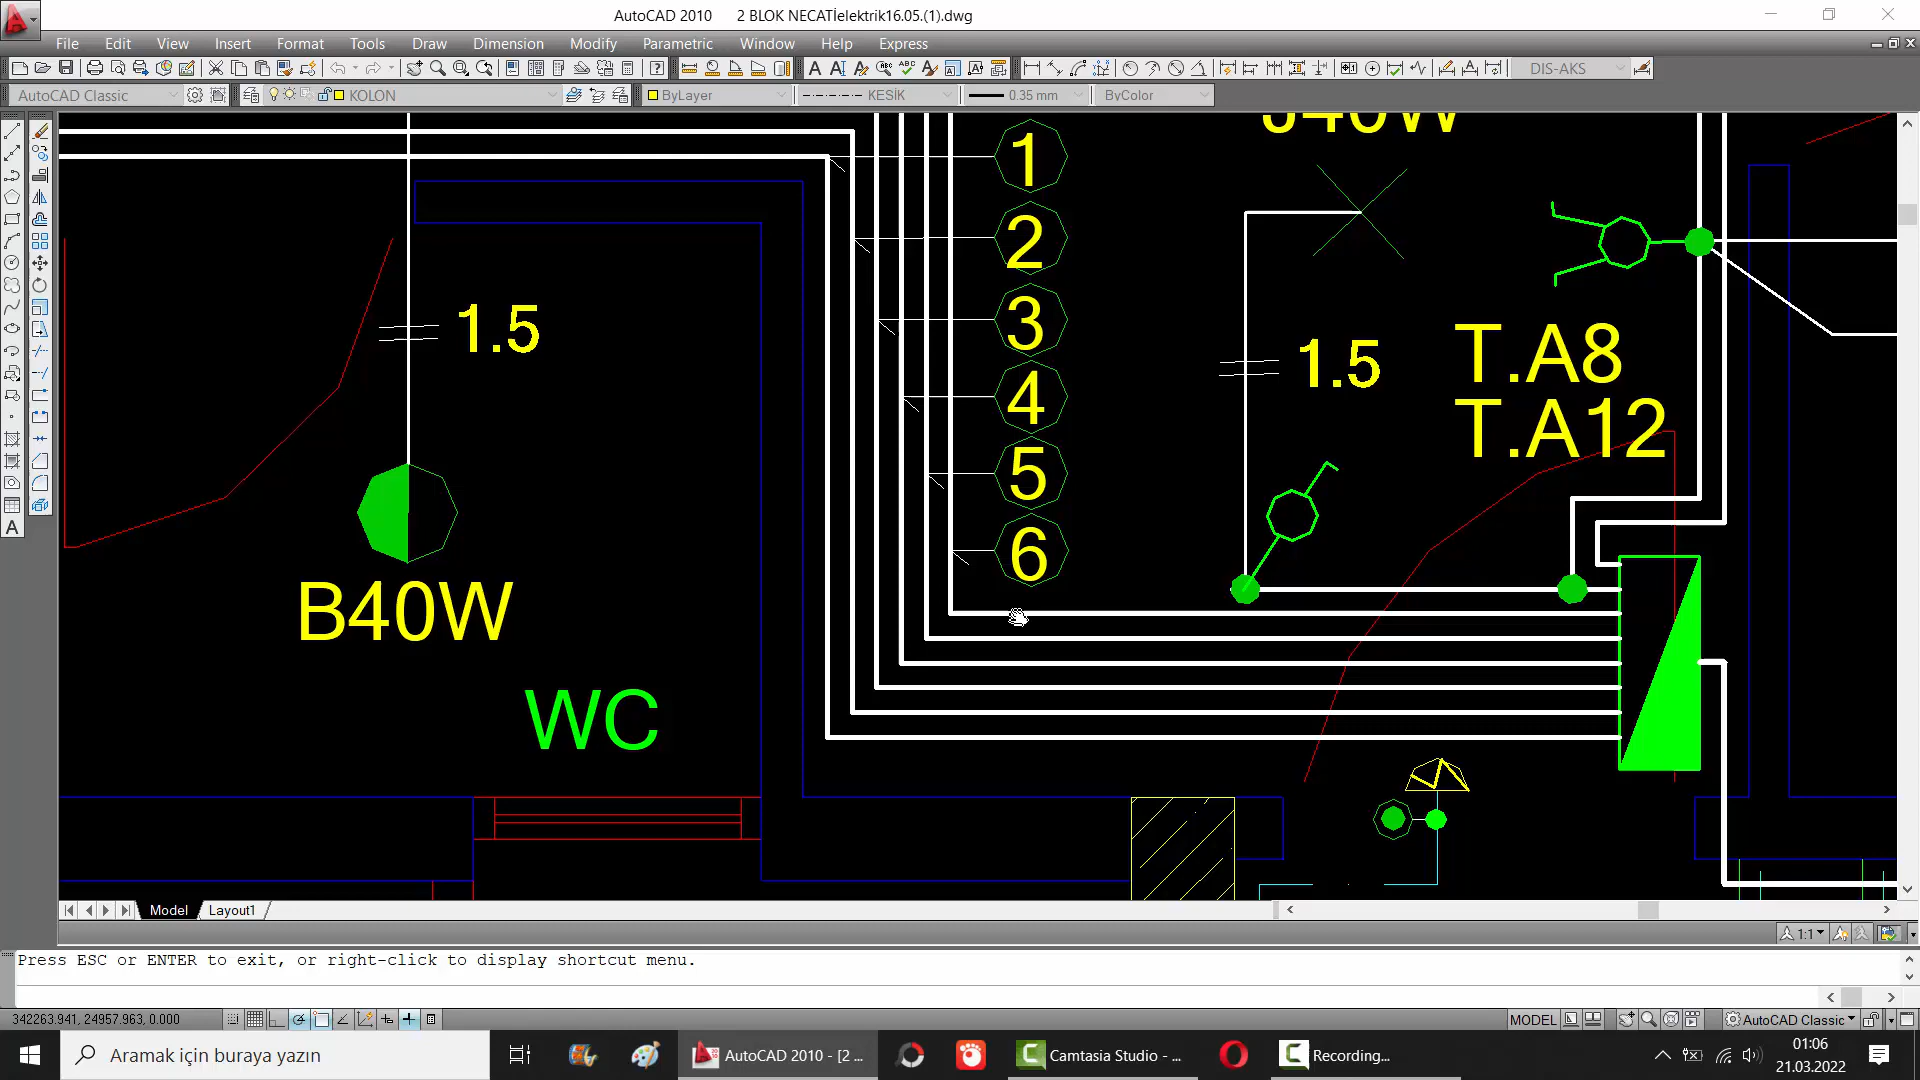 AutoCAD 2010 2 BLOK NECATİelektrik16.05.(1).dwg
File Edit View Insert Format Tools Draw Dimension Modify Parametric Window Help Express
DIS-AKS
AutoCAD Classic KOLON ByLayer KESİK 0.35 mm ByColor
J40W
1
2
3
4
5
6
1.5
1.5
T.A8
T.A12
B40W
WC
Model Layout1
1:1
Press ESC or ENTER to exit, or right-click to display shortcut menu.
342263.941, 24957.963, 0.000 MODEL AutoCAD Classic
Aramak için buraya yazın AutoCAD 2010 - [2 ... Camtasia Studio - ... Recording...
01:06
21.03.2022